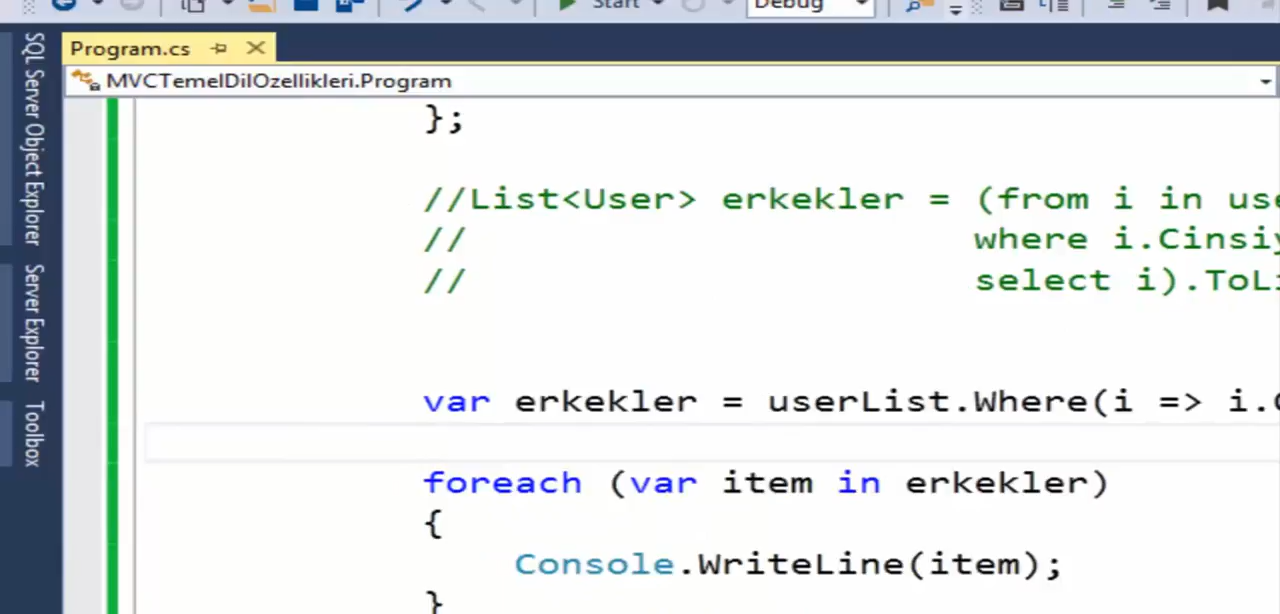 Start
Debug
Program.cs
MVCTemelDilOzellikleri.Program
SQL Server Object Explorer
Server Explorer
Toolbox
};
//List<User> erkekler = (from i in use
// where i.Cinsiy
// select i).ToLi
var erkekler = userList.Where(i => i.C
foreach (var item in erkekler)
{
Console.WriteLine(item);
}